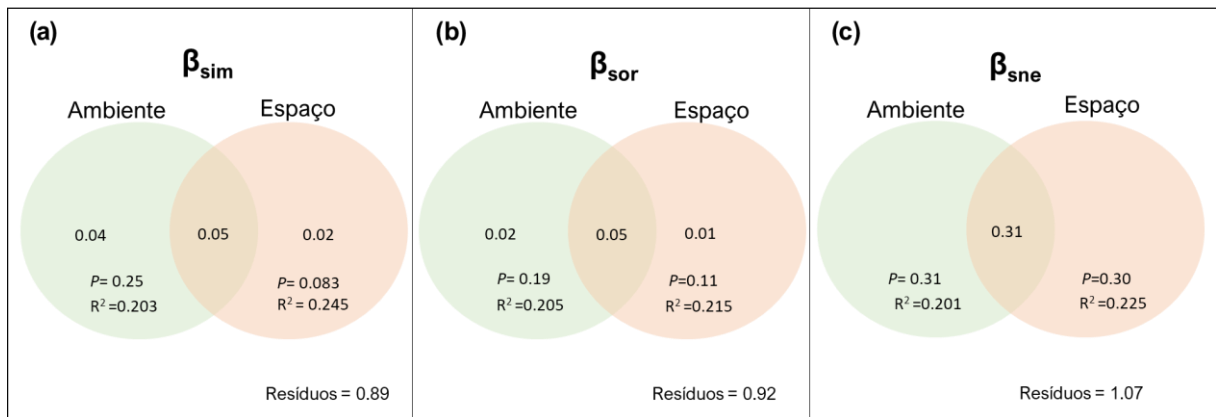 (a)
βsim
Ambiente Espaço
0.04 0.05 0.02
P= 0.25
R² =0.203
P= 0.083
R² = 0.245
Resíduos = 0.89
(b)
βsor
Ambiente Espaço
0.02 0.05 0.01
P= 0.19
R² =0.205
P=0.11
R² =0.215
Resíduos = 0.92
(c)
βsne
Ambiente Espaço
0.31
P= 0.31
R² =0.201
P=0.30
R² =0.225
Resíduos = 1.07